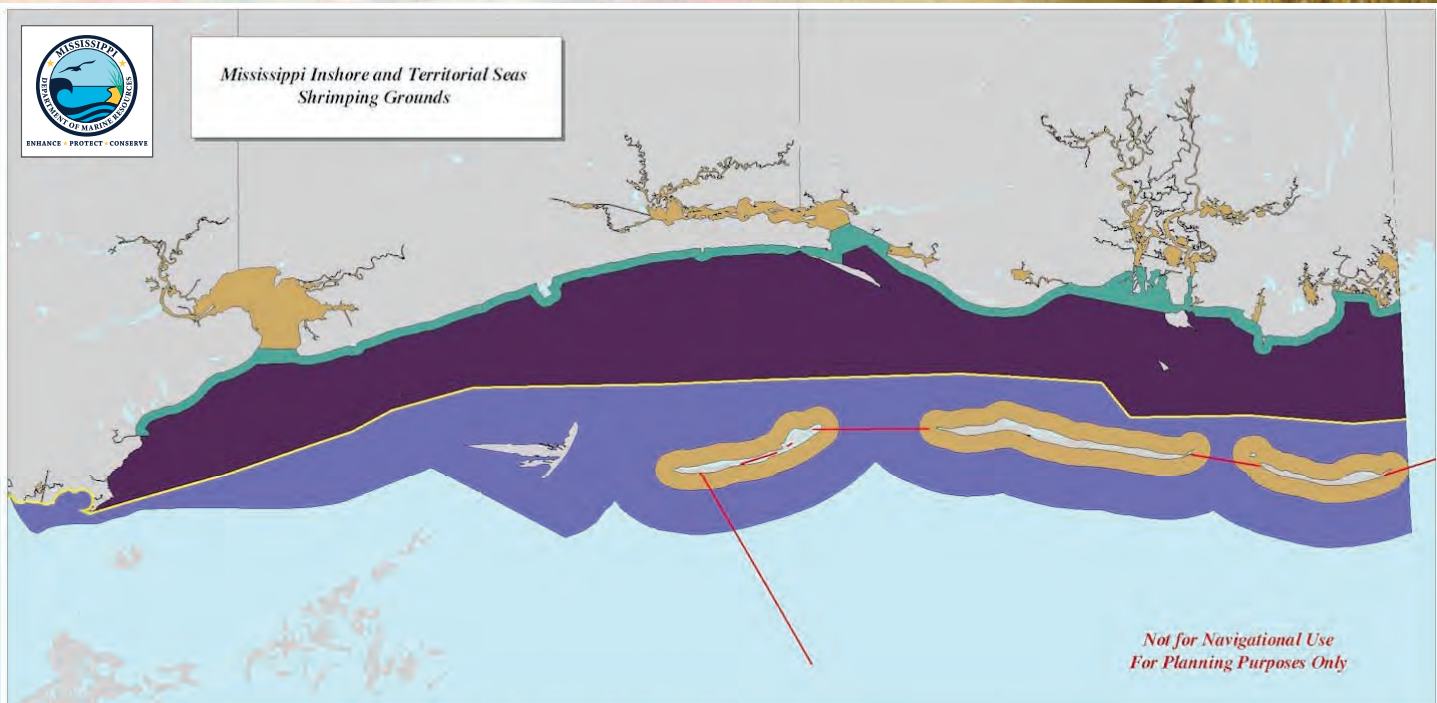 MISSISSIPPI
DEPARTMENT OF MARINE RESOURCES
ENHANCE ★ PROTECT ★ CONSERVE
Mississippi Inshore and Territorial Seas
Shrimping Grounds
Not for Navigational Use
For Planning Purposes Only